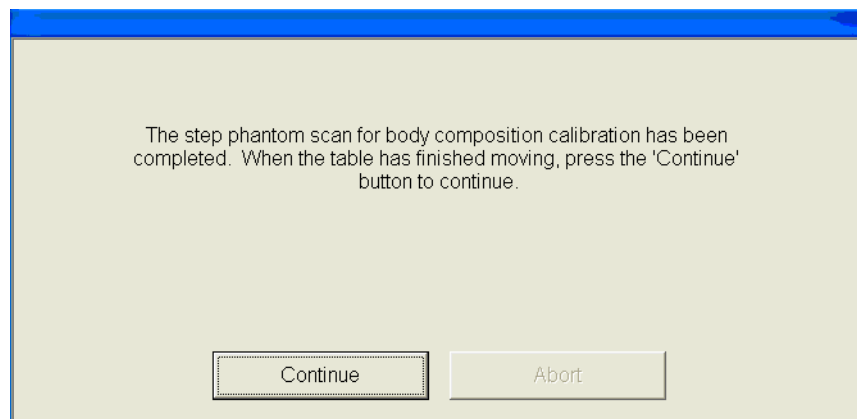 The step phantom scan for body composition calibration has been
completed.  When the table has finished moving, press the 'Continue'
button to continue.
Continue
Abort